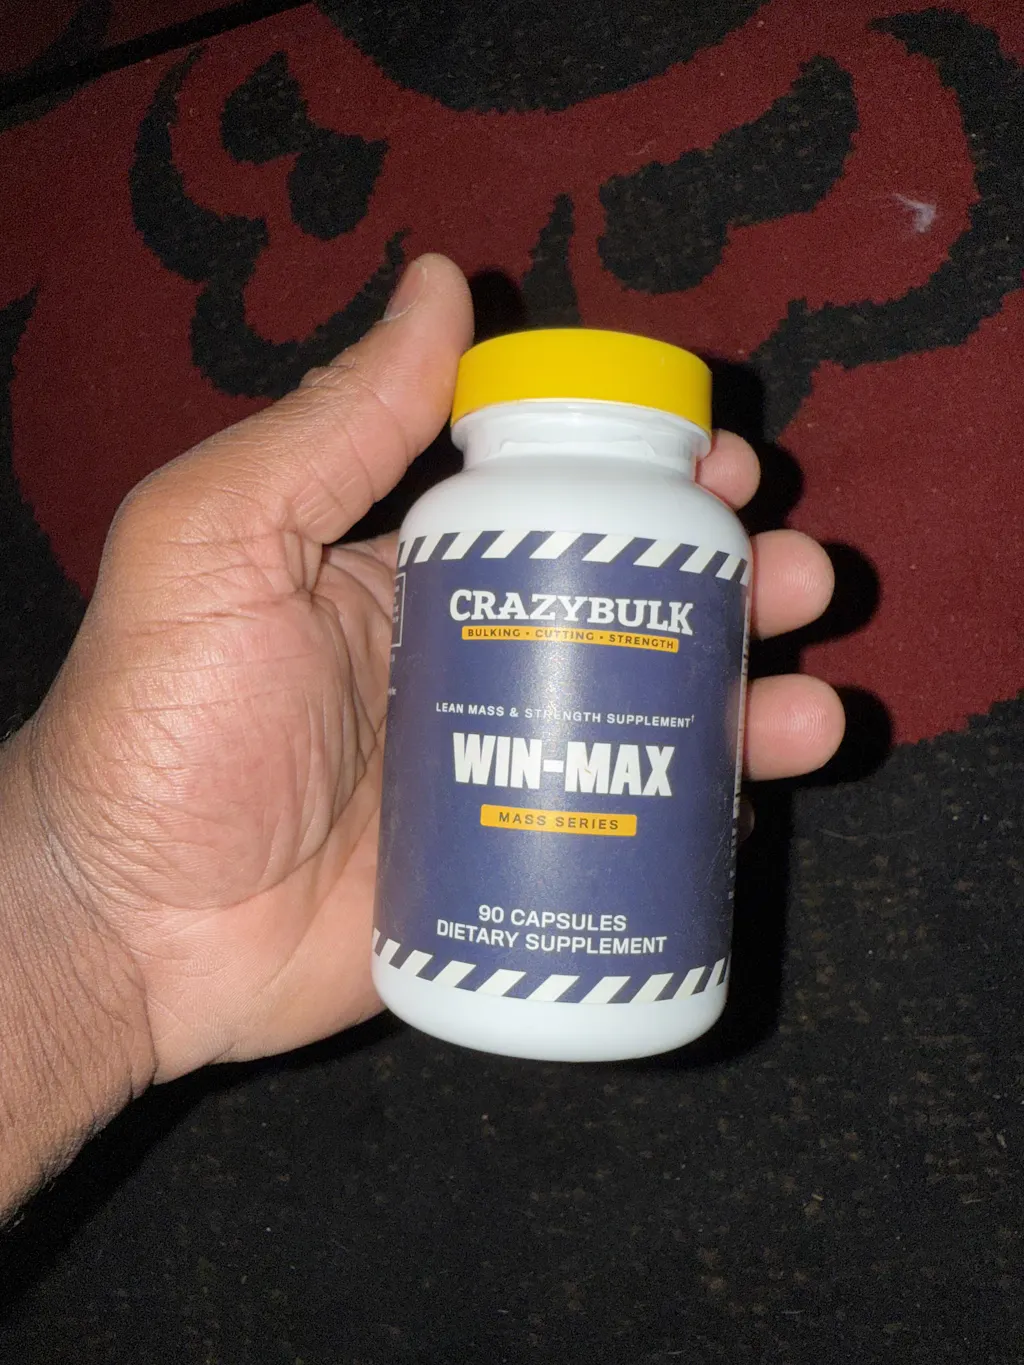 CRAZYBULK
BULKING • CUTTING • STRENGTH
LEAN MASS & STRENGTH SUPPLEMENT†
WIN-MAX
MASS SERIES
90 CAPSULES
DIETARY SUPPLEMENT